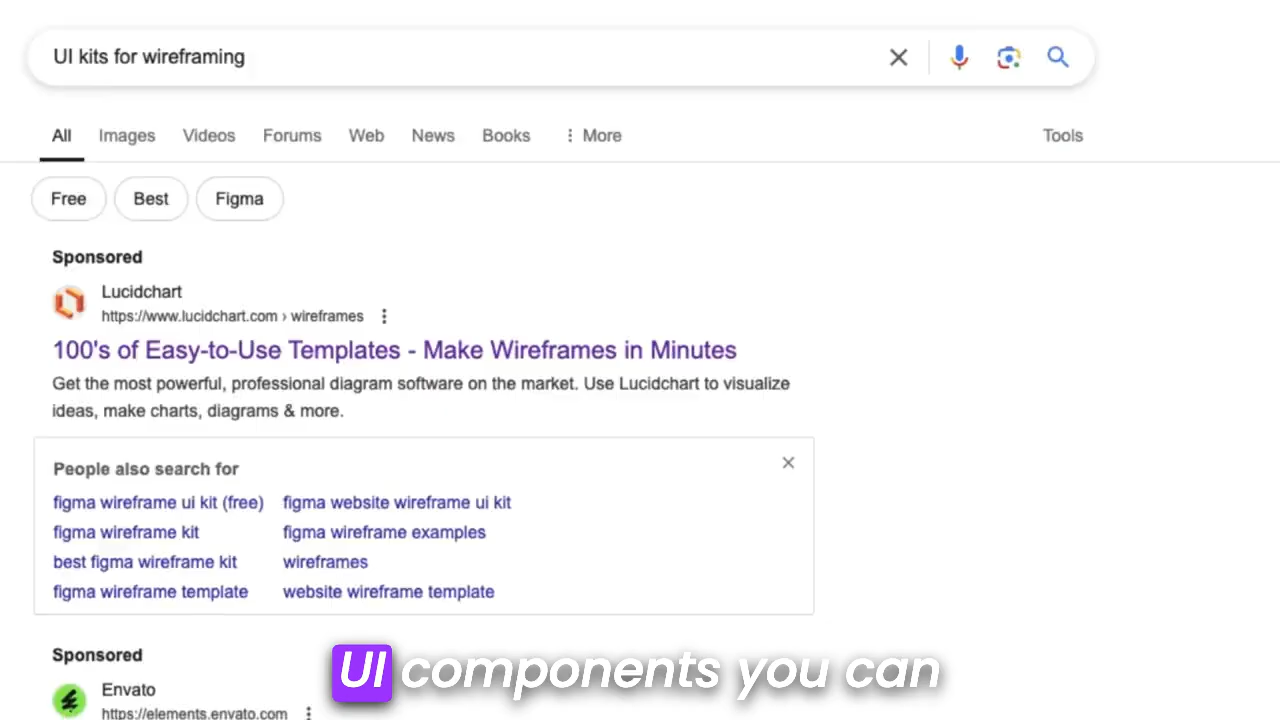 UI kits for wireframing
All Images Videos Forums Web News Books More Tools
Free Best Figma
Sponsored
Lucidchart
https://www.lucidchart.com › wireframes
100's of Easy-to-Use Templates - Make Wireframes in Minutes
Get the most powerful, professional diagram software on the market. Use Lucidchart to visualize
ideas, make charts, diagrams & more.
People also search for
figma wireframe ui kit (free) figma website wireframe ui kit
figma wireframe kit figma wireframe examples
best figma wireframe kit wireframes
figma wireframe template website wireframe template
Sponsored
UI components you can
Envato
https://elements.envato.com